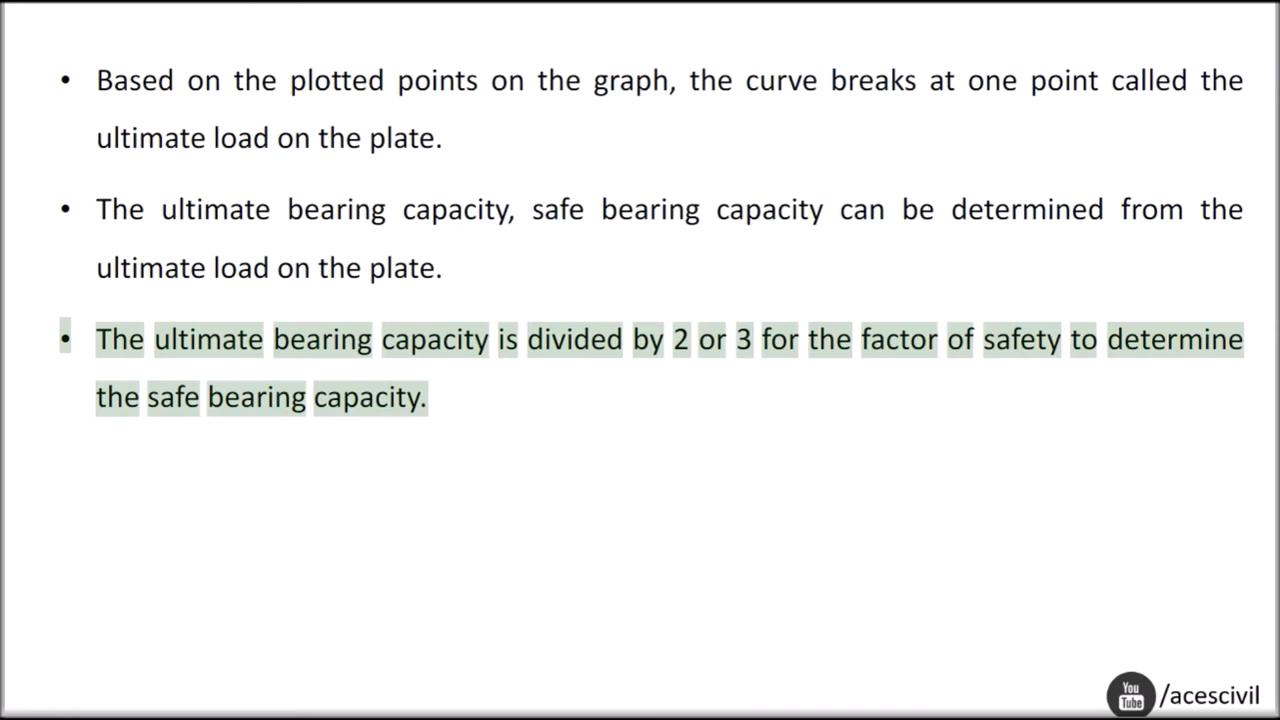 • Based on the plotted points on the graph, the curve breaks at one point called the
ultimate load on the plate.
• The ultimate bearing capacity, safe bearing capacity can be determined from the
ultimate load on the plate.
• The ultimate bearing capacity is divided by 2 or 3 for the factor of safety to determine
the safe bearing capacity.
You
Tube /acescivil